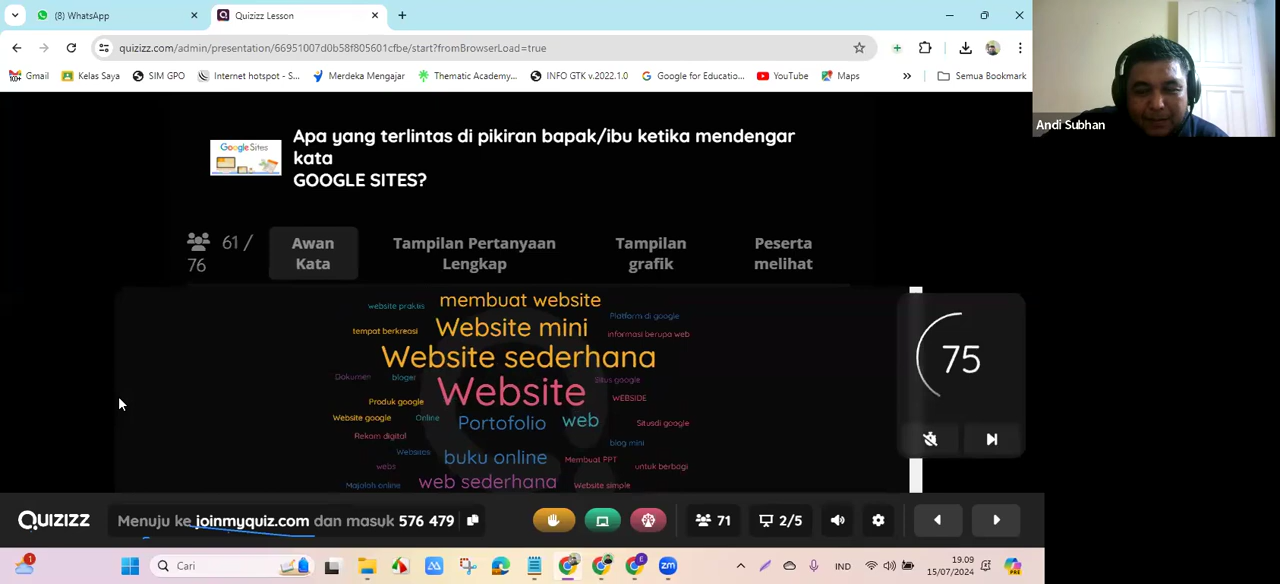 (8) WhatsApp
Quizizz Lesson
quizizz.com/admin/presentation/66951007d0b58f805601cfbe/start?fromBrowserLoad=true
Gmail
Kelas Saya
SIM GPO
Internet hotspot - S...
Merdeka Mengajar
Thematic Academy...
INFO GTK v.2022.1.0
Google for Educatio...
YouTube
Maps
Semua Bookmark
Andi Subhan
Google Sites
Apa yang terlintas di pikiran bapak/ibu ketika mendengar
kata
GOOGLE SITES?
61 /
76
Awan
Kata
Tampilan Pertanyaan
Lengkap
Tampilan
grafik
Peserta
melihat
website praktis
membuat website
Platform di google
tempat berkreasi
Website mini
informasi berupa web
Website sederhana
Dokumen
bloger
Website
Situs google
Produk google
WEBSIDE
Website google
Online
Portofolio
web
Situsdi google
Rekam digital
blog mini
Websites
buku online
Membuat PPT
webs
untuk berbagi
Majalah online
web sederhana
Website simple
75
QUIZIZZ
Menuju ke joinmyquiz.com dan masuk 576 479
71
2/5
1
Cari
IND
19.09
15/07/2024